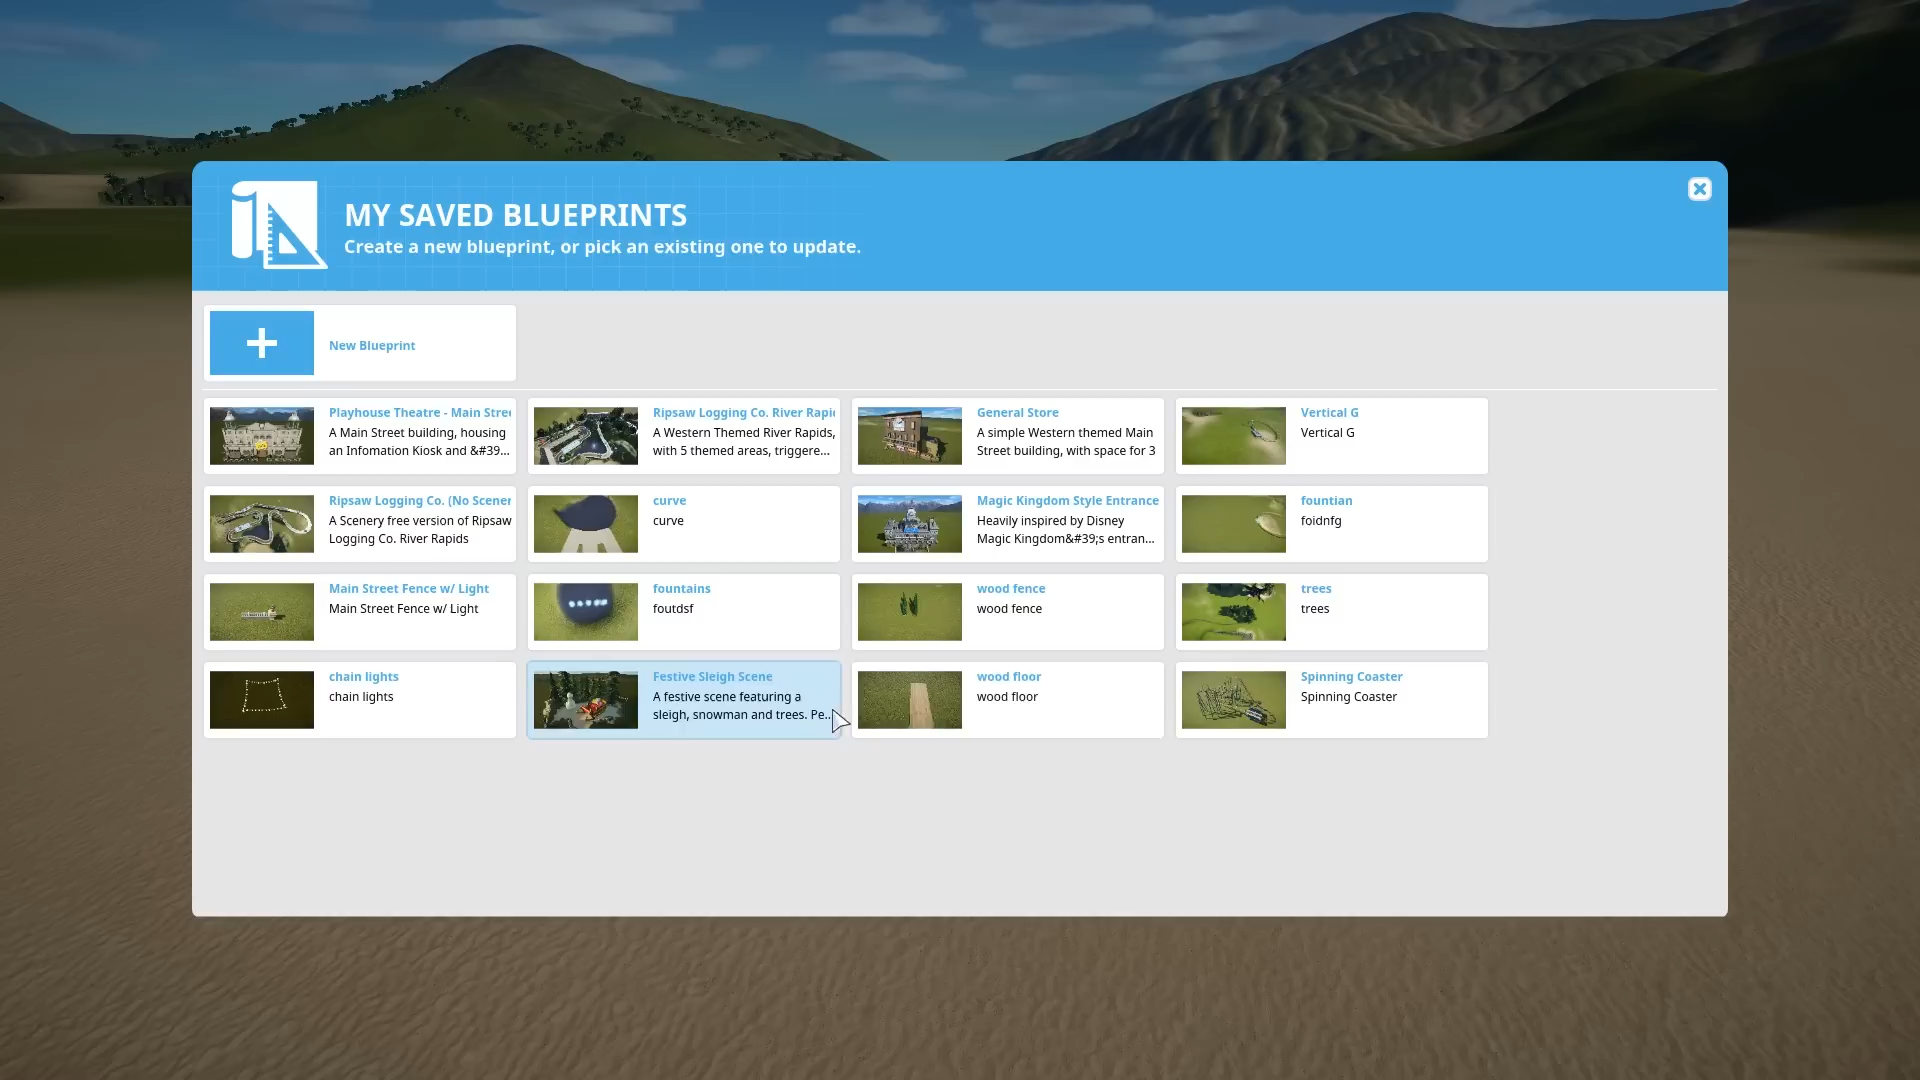 MY SAVED BLUEPRINTS
Create a new blueprint, or pick an existing one to update.
New Blueprint
Playhouse Theatre - Main Stree
A Main Street building, housing
an Infomation Kiosk and &#39...
Ripsaw Logging Co. River Rapi
A Western Themed River Rapids,
with 5 themed areas, triggere...
General Store
A simple Western themed Main
Street building, with space for 3
Vertical G
Vertical G
Ripsaw Logging Co. (No Scener
A Scenery free version of Ripsaw
Logging Co. River Rapids
curve
curve
Magic Kingdom Style Entrance
Heavily inspired by Disney
Magic Kingdom&#39;s entran...
fountian
foidnfg
Main Street Fence w/ Light
Main Street Fence w/ Light
fountains
foutdsf
wood fence
wood fence
trees
trees
chain lights
chain lights
Festive Sleigh Scene
A festive scene featuring a
sleigh, snowman and trees. Pe...
wood floor
wood floor
Spinning Coaster
Spinning Coaster